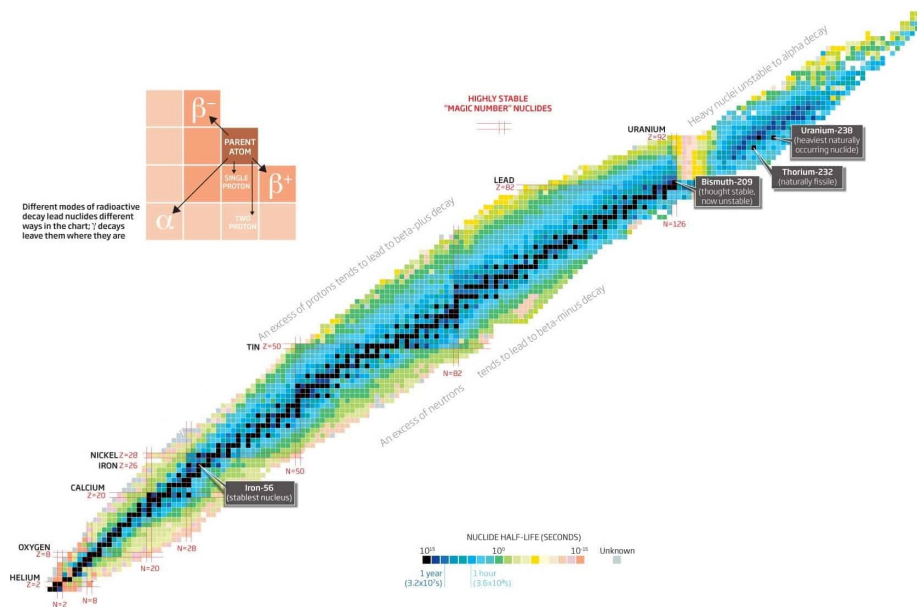 β−
PARENT
ATOM
SINGLE
PROTON
β+
α
TWO
PROTON
Different modes of radioactive
decay lead nuclides different
ways in the chart; 'j' decays
leave them where they are
HIGHLY STABLE
"MAGIC NUMBER" NUCLIDES
Heavy nuclei unstable to alpha decay
URANIUM
Z=92
Uranium-238
(heaviest naturally
occurring nuclide)
Thorium-232
(naturally fissile)
LEAD
Z=82
Bismuth-209
(thought stable,
now unstable)
N=126
An excess of protons tends to lead to beta-plus decay
TIN Z=50
N=82
An excess of neutrons tends to lead to beta-minus decay
NICKEL Z=28
IRON Z=26
N=50
Iron-56
(stablest nucleus)
CALCIUM
Z=20
N=28
OXYGEN
Z=8
N=20
HELIUM
Z=2
N=2
N=8
NUCLIDE HALF-LIFE (SECONDS)
10¹⁵
10⁰
10⁻¹⁵
Unknown
1 year
(3.2x10⁷s)
1 hour